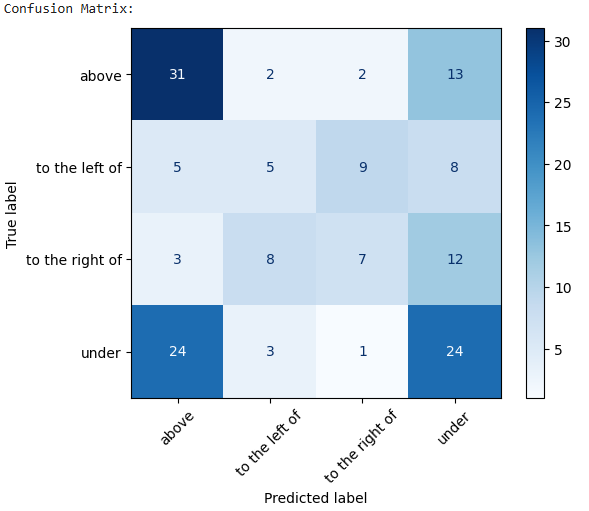 Confusion Matrix:
above 31 2 2 13 30
to the left of 5 5 9 8 25
20
to the right of 3 8 7 12 15
10
under 24 3 1 24 5
above to the left of to the right of under
Predicted label
True label